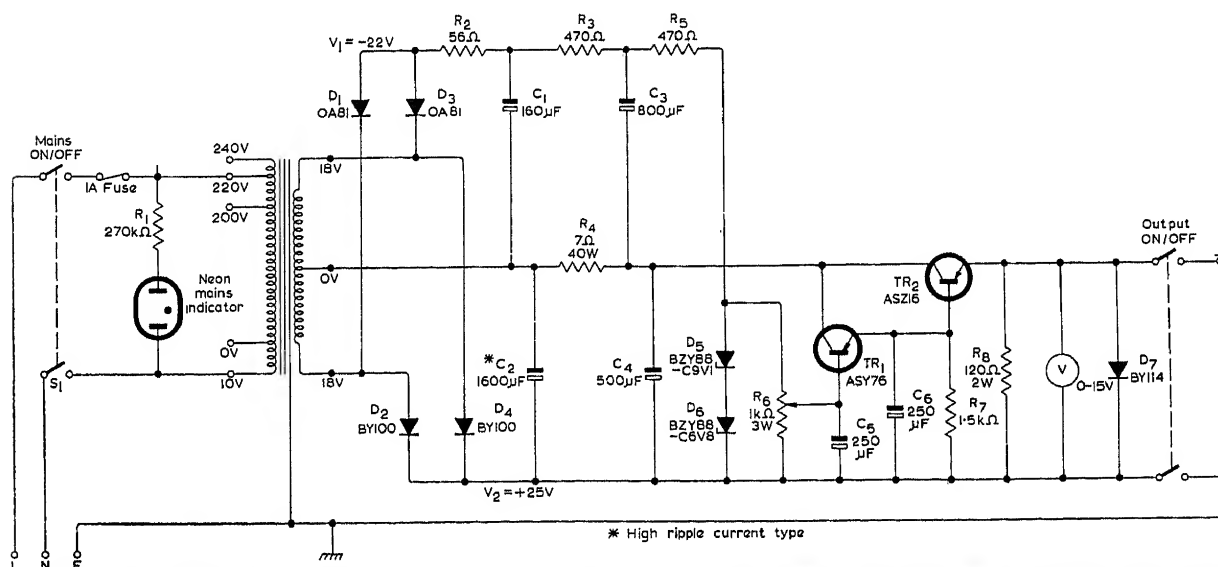 R2
56Ω
R3
470Ω
R5
470Ω
V1 = −22V
D1
OA81
D3
OA81
C1
160μF
C3
800μF
Mains
ON/OFF
1A Fuse
240V
220V
200V
18V
R1
270kΩ
Neon
mains
indicator
R4
7Ω
40W
0V
Output
ON/OFF
TR2
ASZ16
0V
10V
S1
18V
* C2
1600μF
C4
500μF
D5
BZY88
-C9V1
D6
BZY88
-C6V8
R6
1kΩ
3W
TR1
ASY76
C5
250
μF
C6
250
μF
R7
1·5kΩ
R8
120Ω
2W
V
0-15V
D7
BY114
D2
BY100
D4
BY100
V2 = +25V
* High ripple current type